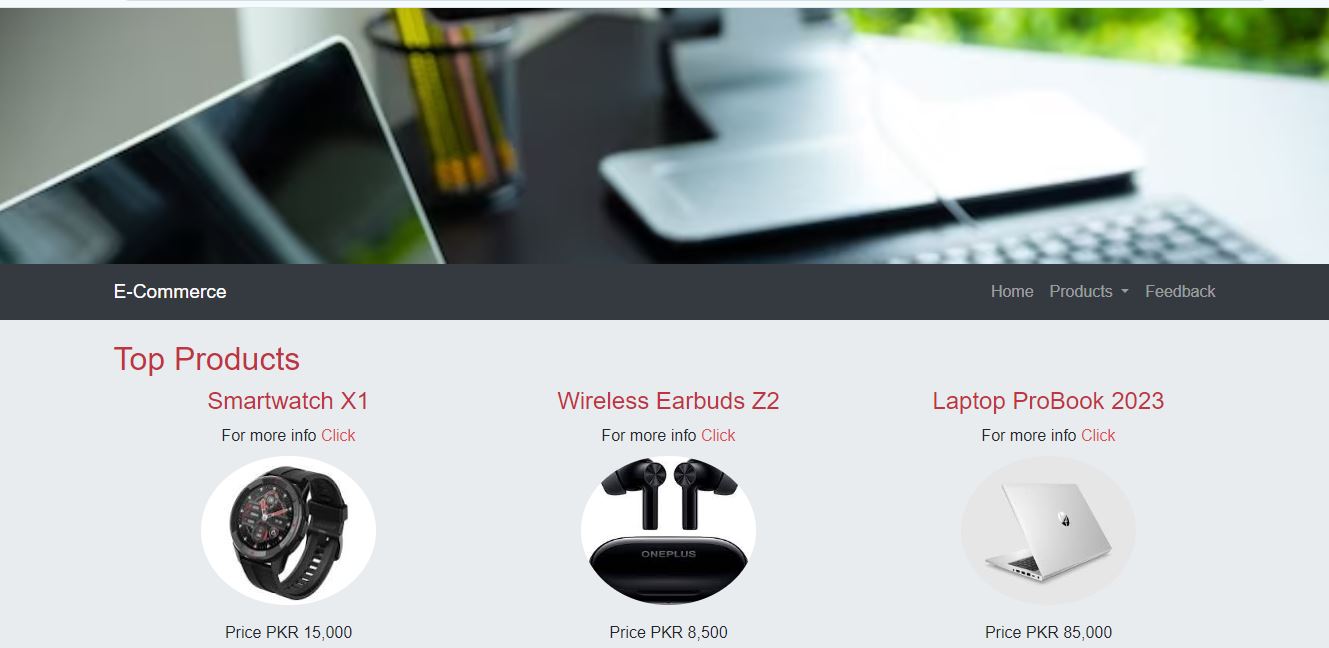 E-Commerce
Home Products Feedback
Top Products
Smartwatch X1
For more info Click
Price PKR 15,000
Wireless Earbuds Z2
For more info Click
ONEPLUS
Price PKR 8,500
Laptop ProBook 2023
For more info Click
hp
Price PKR 85,000